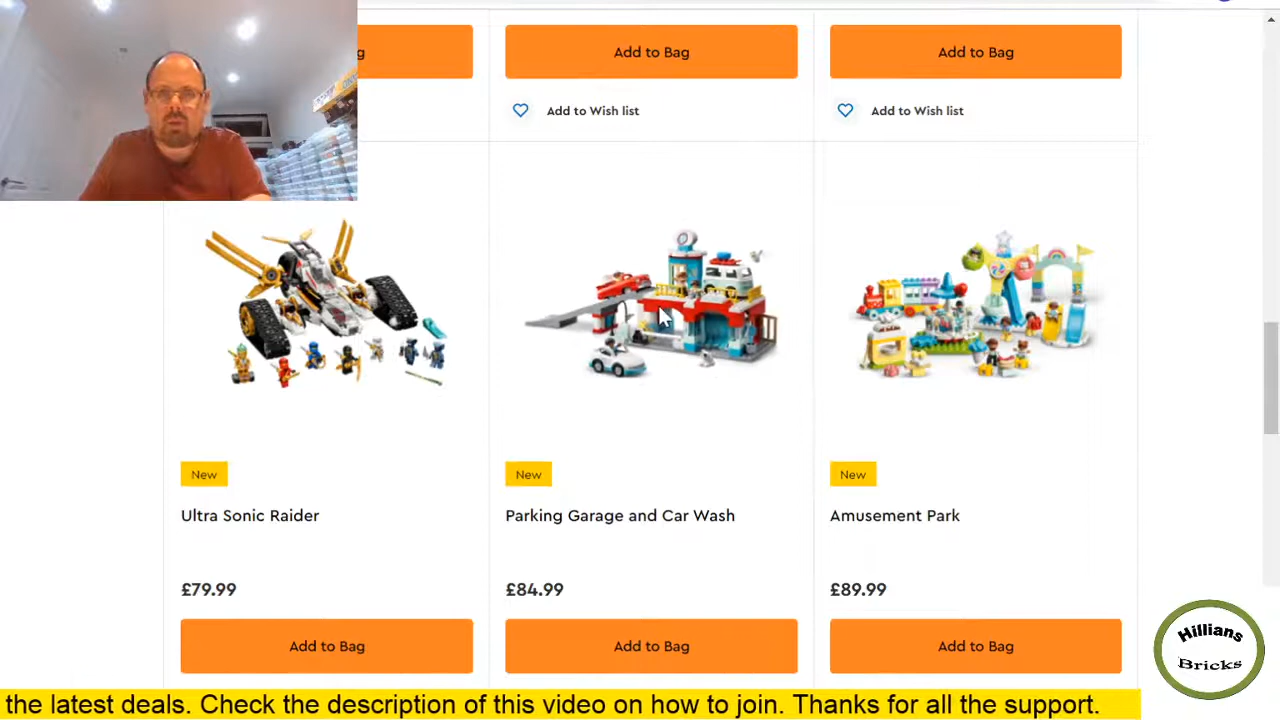 g
Add to Bag
Add to Bag
Add to Wish list
Add to Wish list
New
New
New
Ultra Sonic Raider
Parking Garage and Car Wash
Amusement Park
£79.99
£84.99
£89.99
Add to Bag
Add to Bag
Add to Bag
Hillians
Bricks
the latest deals. Check the description of this video on how to join. Thanks for all the support.